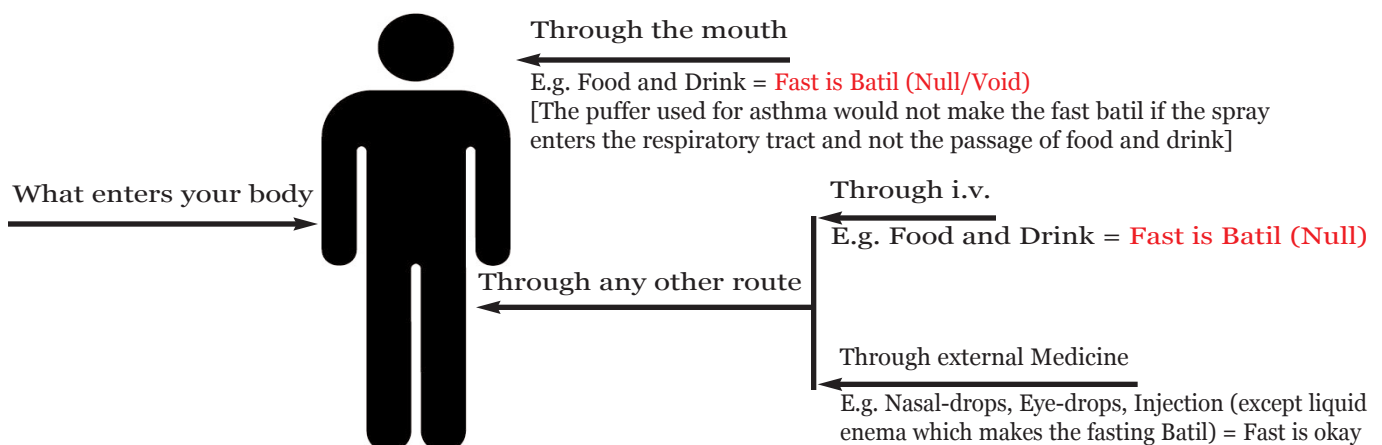 Through the mouth
E.g. Food and Drink = Fast is Batil (Null/Void)
[The puffer used for asthma would not make the fast batil if the spray
enters the respiratory tract and not the passage of food and drink]
What enters your body
Through i.v.
E.g. Food and Drink = Fast is Batil (Null)
Through any other route
Through external Medicine
E.g. Nasal-drops, Eye-drops, Injection (except liquid
enema which makes the fasting Batil) = Fast is okay